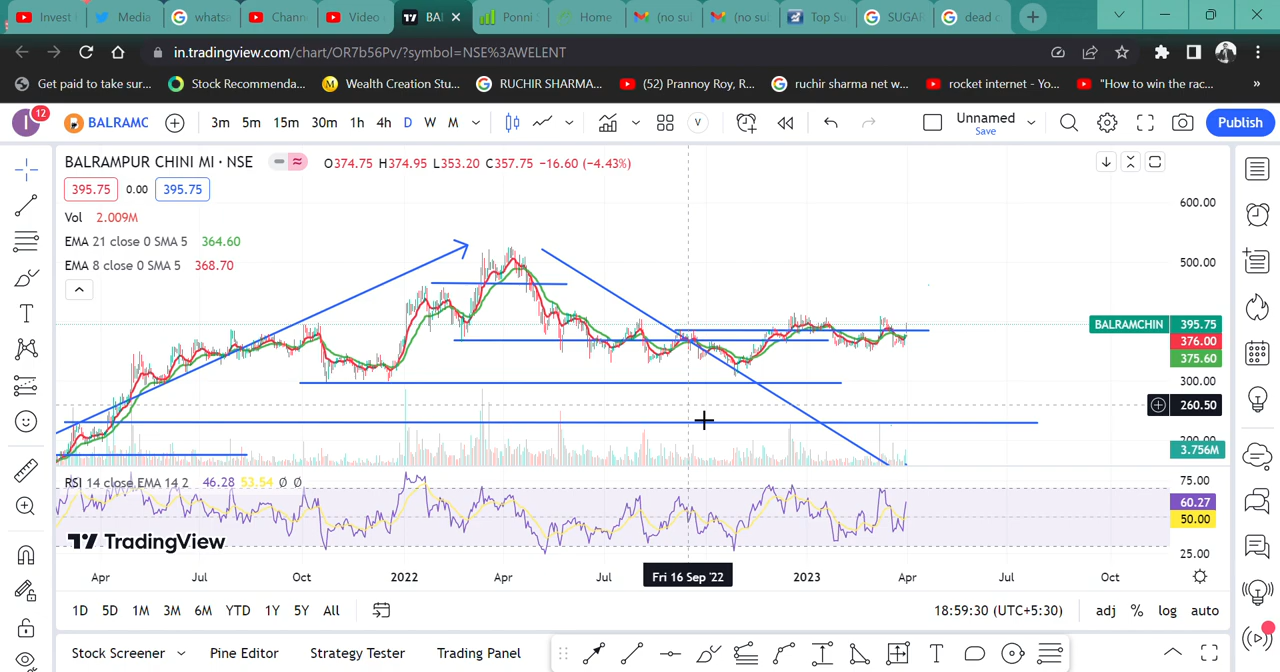 Invest
Media
whatsa
Chann
Video
BA
Ponni
Home
(no su
(no su
Top Su
SUGAR
dead c
in.tradingview.com/chart/OR7b56Pv/?symbol=NSE%3AWELENT
Get paid to take sur...
Stock Recommenda...
Wealth Creation Stu...
RUCHIR SHARMA...
(52) Prannoy Roy, R...
ruchir sharma net w...
rocket internet - Yo...
"How to win the rac...
»
I 12
BALRAMC
3m 5m 15m 30m 1h 4h D W M
V
Unnamed
Save
Publish
BALRAMPUR CHINI MI · NSE
O374.75 H374.95 L353.20 C357.75 −16.60 (−4.43%)
395.75 0.00 395.75
Vol 2.009M
EMA 21 close 0 SMA 5 364.60
EMA 8 close 0 SMA 5 368.70
600.00
500.00
BALRAMCHIN 395.75
376.00
375.60
300.00
260.50
200.00
3.756M
RSI 14 close EMA 14 2 46.28 53.54 Ø Ø
75.00
60.27
50.00
25.00
TradingView
Apr Jul Oct 2022 Apr Jul Fri 16 Sep '22 2023 Apr Jul Oct
1D 5D 1M 3M 6M YTD 1Y 5Y All
18:59:30 (UTC+5:30)
adj % log auto
Stock Screener
Pine Editor
Strategy Tester
Trading Panel